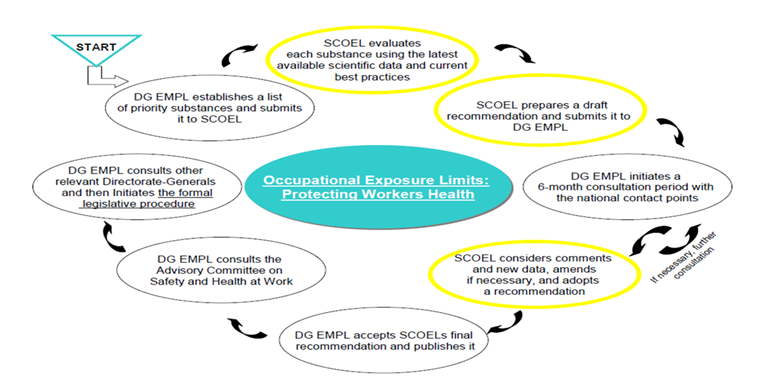 START
DG EMPL establishes a list
of priority substances and submits
it to SCOEL
SCOEL evaluates
each substance using the latest
available scientific data and current
best practices
SCOEL prepares a draft
recommendation and submits it to
DG EMPL
DG EMPL initiates a
6-month consultation period with
the national contact points
If necessary, further
consultation
SCOEL considers comments
and new data, amends
if necessary, and adopts
a recommendation
DG EMPL accepts SCOELs final
recommendation and publishes it
DG EMPL consults the
Advisory Committee on
Safety and Health at Work
DG EMPL consults other
relevant Directorate-Generals
and then Initiates the formal
legislative procedure
Occupational Exposure Limits:
Protecting Workers Health